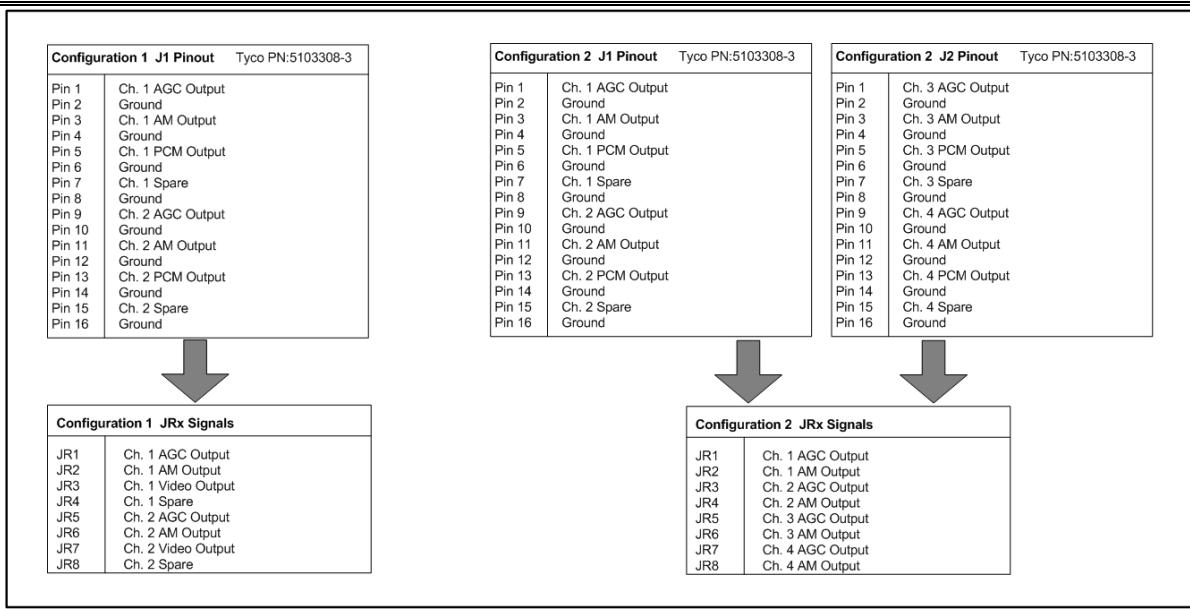 Configuration 1 J1 Pinout Tyco PN:5103308-3
Pin 1 Ch. 1 AGC Output
Pin 2 Ground
Pin 3 Ch. 1 AM Output
Pin 4 Ground
Pin 5 Ch. 1 PCM Output
Pin 6 Ground
Pin 7 Ch. 1 Spare
Pin 8 Ground
Pin 9 Ch. 2 AGC Output
Pin 10 Ground
Pin 11 Ch. 2 AM Output
Pin 12 Ground
Pin 13 Ch. 2 PCM Output
Pin 14 Ground
Pin 15 Ch. 2 Spare
Pin 16 Ground
Configuration 1 JRx Signals
JR1 Ch. 1 AGC Output
JR2 Ch. 1 AM Output
JR3 Ch. 1 Video Output
JR4 Ch. 1 Spare
JR5 Ch. 2 AGC Output
JR6 Ch. 2 AM Output
JR7 Ch. 2 Video Output
JR8 Ch. 2 Spare
Configuration 2 J1 Pinout Tyco PN:5103308-3
Pin 1 Ch. 1 AGC Output
Pin 2 Ground
Pin 3 Ch. 1 AM Output
Pin 4 Ground
Pin 5 Ch. 1 PCM Output
Pin 6 Ground
Pin 7 Ch. 1 Spare
Pin 8 Ground
Pin 9 Ch. 2 AGC Output
Pin 10 Ground
Pin 11 Ch. 2 AM Output
Pin 12 Ground
Pin 13 Ch. 2 PCM Output
Pin 14 Ground
Pin 15 Ch. 2 Spare
Pin 16 Ground
Configuration 2 J2 Pinout Tyco PN:5103308-3
Pin 1 Ch. 3 AGC Output
Pin 2 Ground
Pin 3 Ch. 3 AM Output
Pin 4 Ground
Pin 5 Ch. 3 PCM Output
Pin 6 Ground
Pin 7 Ch. 3 Spare
Pin 8 Ground
Pin 9 Ch. 4 AGC Output
Pin 10 Ground
Pin 11 Ch. 4 AM Output
Pin 12 Ground
Pin 13 Ch. 4 PCM Output
Pin 14 Ground
Pin 15 Ch. 4 Spare
Pin 16 Ground
Configuration 2 JRx Signals
JR1 Ch. 1 AGC Output
JR2 Ch. 1 AM Output
JR3 Ch. 2 AGC Output
JR4 Ch. 2 AM Output
JR5 Ch. 3 AGC Output
JR6 Ch. 3 AM Output
JR7 Ch. 4 AGC Output
JR8 Ch. 4 AM Output